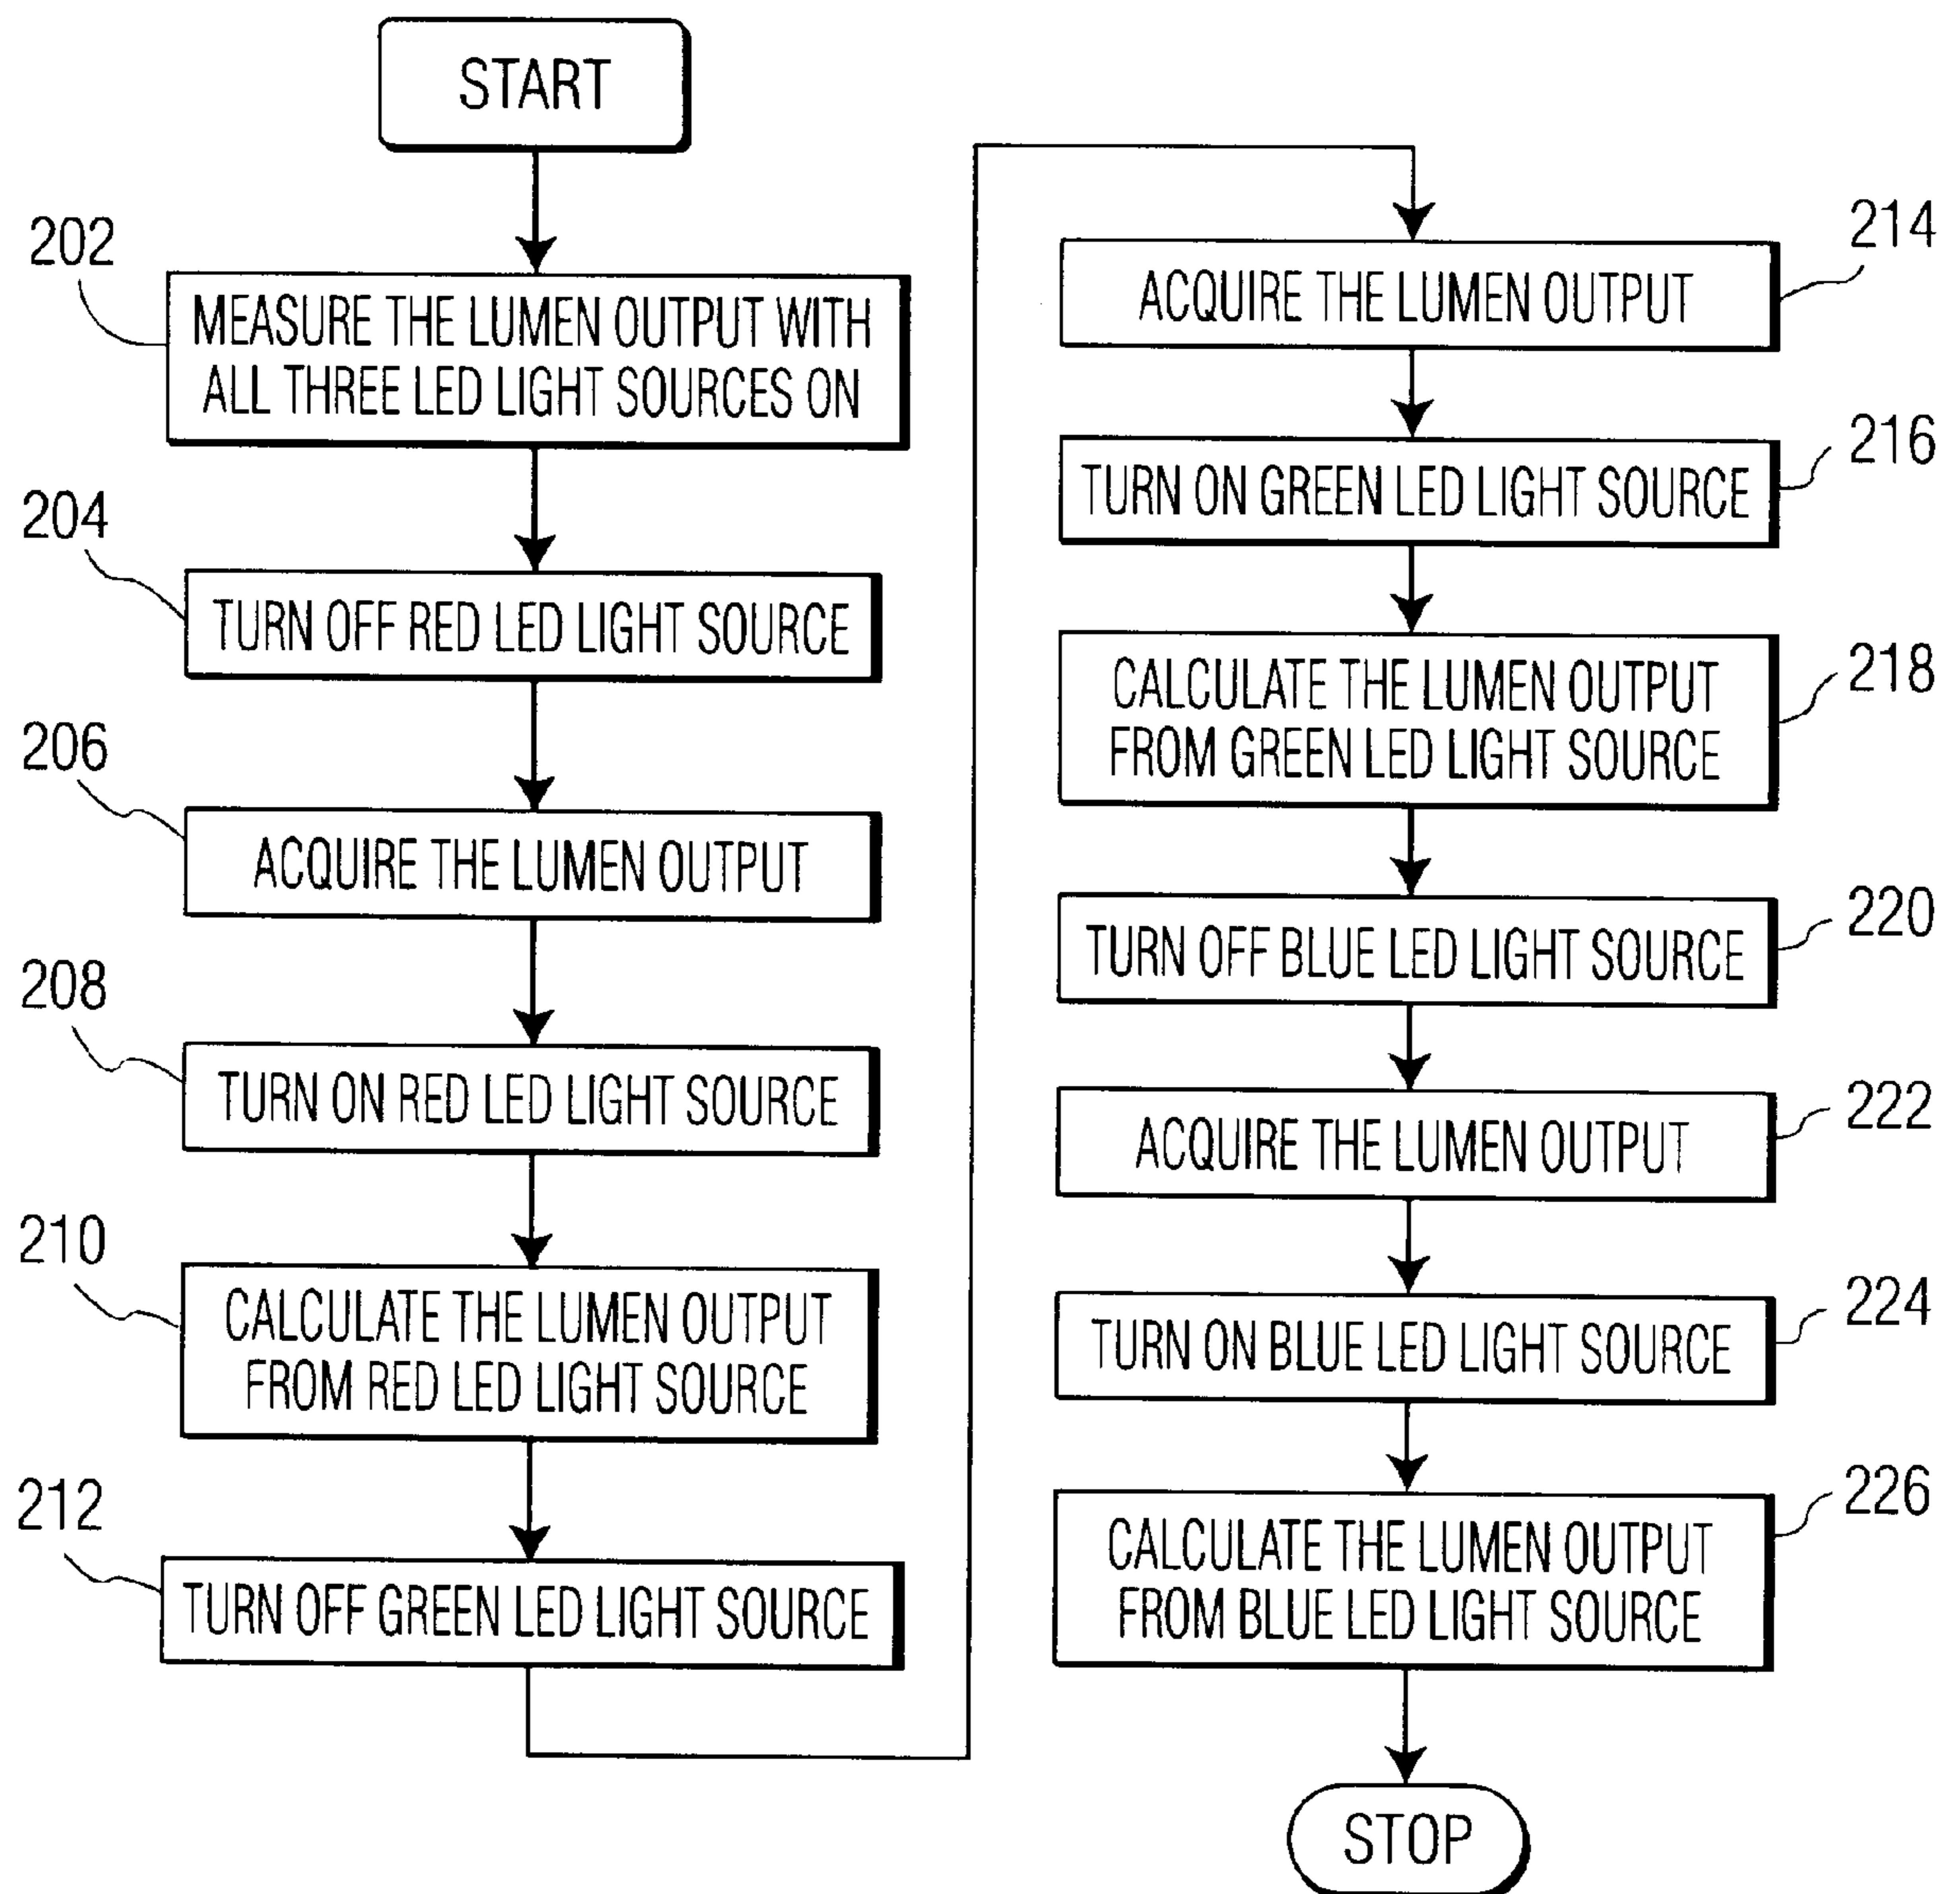 START
202
MEASURE THE LUMEN OUTPUT WITH
ALL THREE LED LIGHT SOURCES ON
204
TURN OFF RED LED LIGHT SOURCE
206
ACQUIRE THE LUMEN OUTPUT
208
TURN ON RED LED LIGHT SOURCE
210
CALCULATE THE LUMEN OUTPUT
FROM RED LED LIGHT SOURCE
212
TURN OFF GREEN LED LIGHT SOURCE
214
ACQUIRE THE LUMEN OUTPUT
216
TURN ON GREEN LED LIGHT SOURCE
218
CALCULATE THE LUMEN OUTPUT
FROM GREEN LED LIGHT SOURCE
220
TURN OFF BLUE LED LIGHT SOURCE
222
ACQUIRE THE LUMEN OUTPUT
224
TURN ON BLUE LED LIGHT SOURCE
226
CALCULATE THE LUMEN OUTPUT
FROM BLUE LED LIGHT SOURCE
STOP